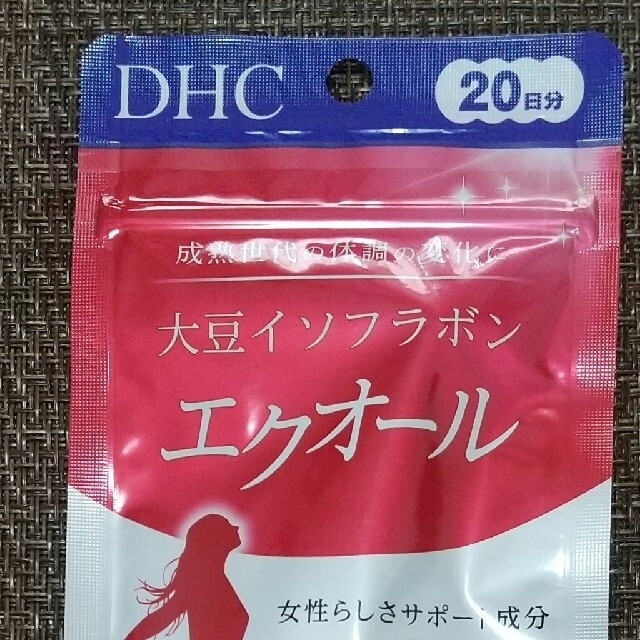 DHC
20日分
成熟世代の体調の変化に
大豆イソフラボン
エクオール
女性らしさサポート成分